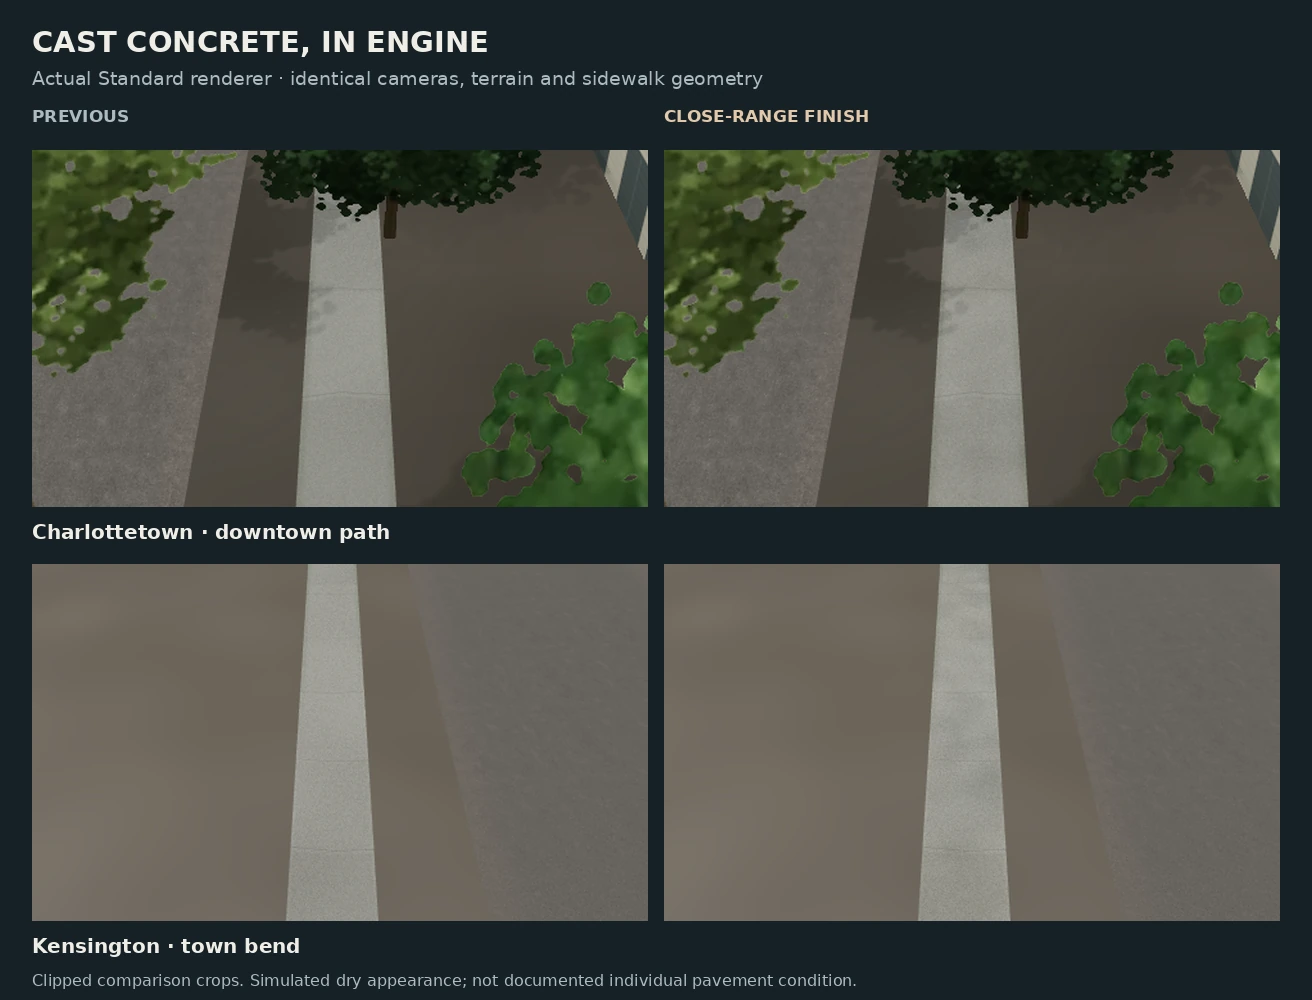 CAST CONCRETE, IN ENGINE
Actual Standard renderer · identical cameras, terrain and sidewalk geometry
PREVIOUS
CLOSE-RANGE FINISH
Charlottetown · downtown path
Kensington · town bend
Clipped comparison crops. Simulated dry appearance; not documented individual pavement condition.